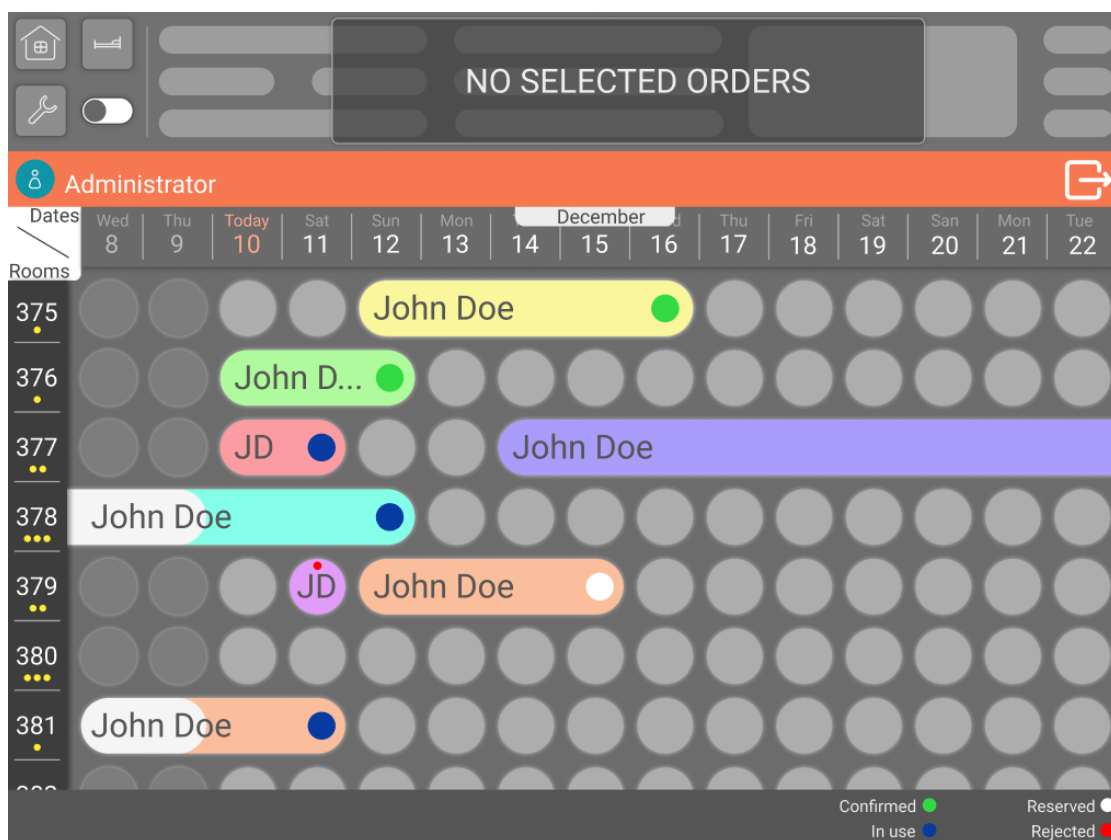 NO SELECTED ORDERS
Administrator
Dates
Rooms
December
Wed Thu Today Sat Sun Mon Thu Fri Sat San Mon Tue
8 9 10 11 12 13 14 15 16 17 18 19 20 21 22
375 John Doe
376 John D...
377 JD John Doe
378 John Doe
379 JD John Doe
380
381 John Doe
Confirmed Reserved
In use Rejected